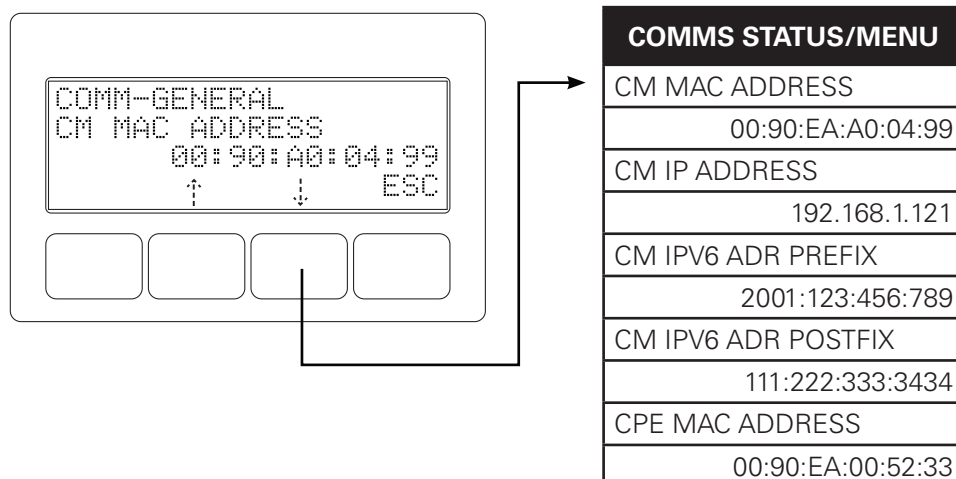 COMM-GENERAL
CM MAC ADDRESS
00:90:A0:04:99
ESC
COMMS STATUS/MENU
CM MAC ADDRESS
00:90:EA:A0:04:99
CM IP ADDRESS
192.168.1.121
CM IPV6 ADR PREFIX
2001:123:456:789
CM IPV6 ADR POSTFIX
111:222:333:3434
CPE MAC ADDRESS
00:90:EA:00:52:33